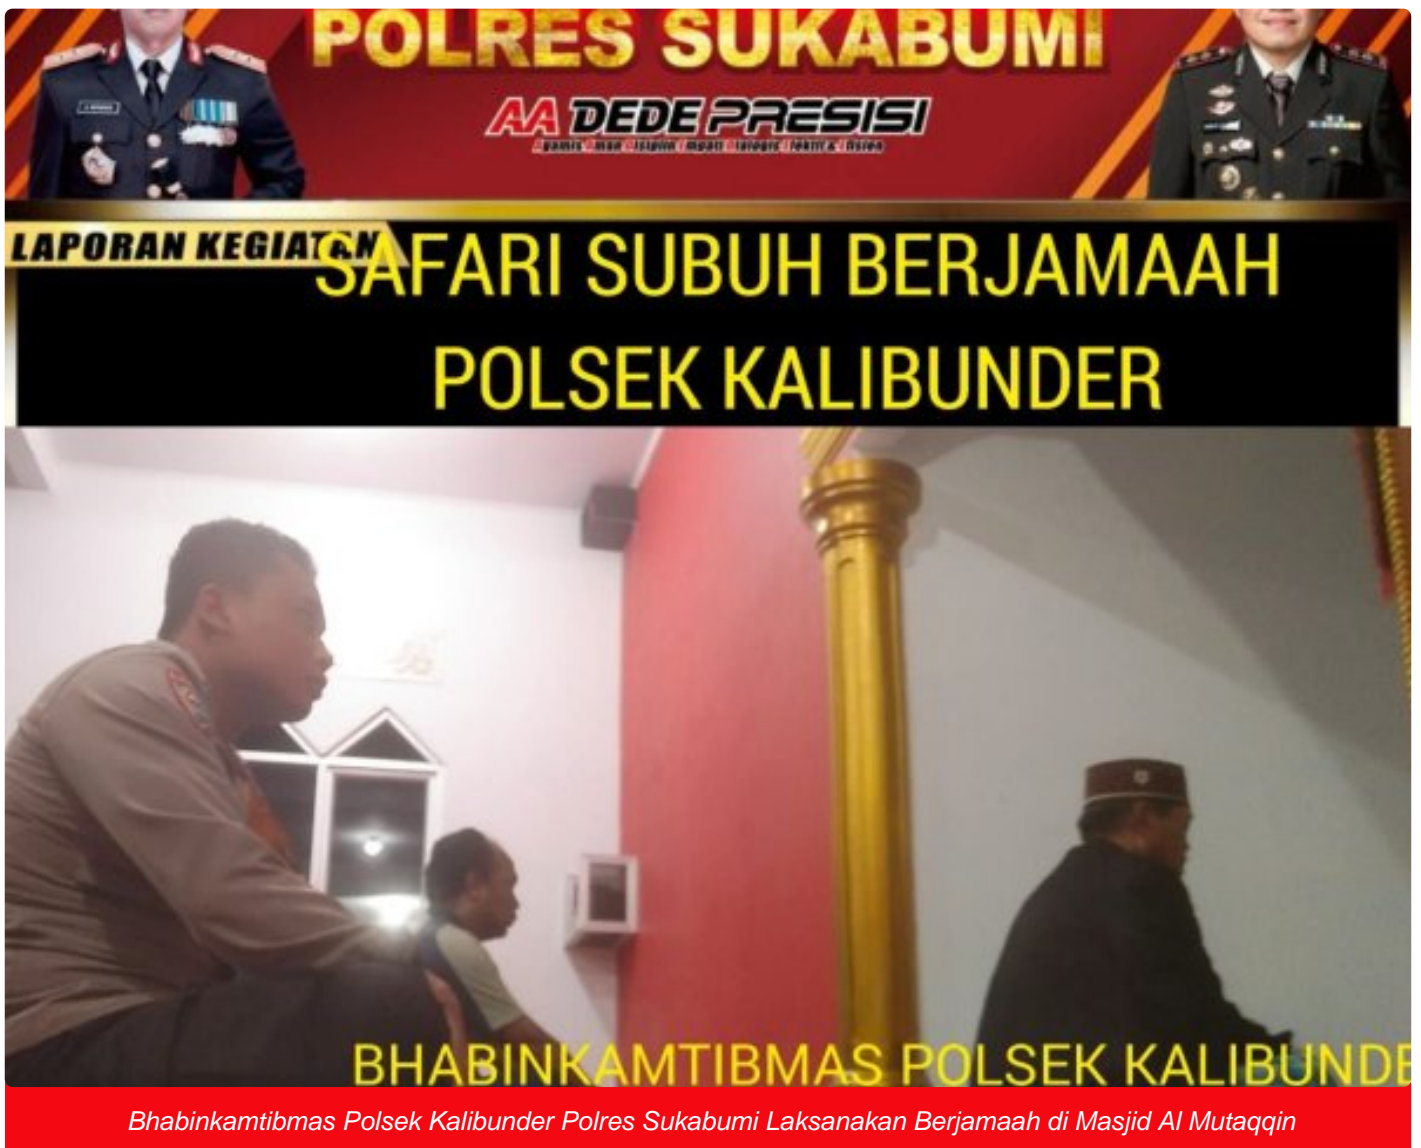 POLRES SUKABUMI
AA DEDE PRESISI
LAPORAN KEGIATAN
SAFARI SUBUH BERJAMAAH
POLSEK KALIBUNDER
BHABINKAMTIBMAS POLSEK KALIBUNDE
Bhabinkamtibmas Polsek Kalibunder Polres Sukabumi Laksanakan Berjamaah di Masjid Al Mutaqqin